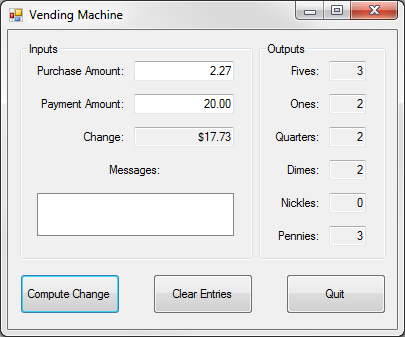 Vending Machine
Inputs
Purchase Amount: 2.27
Payment Amount: 20.00
Change: $17.73
Messages:
Outputs
Fives: 3
Ones: 2
Quarters: 2
Dimes: 2
Nickles: 0
Pennies: 3
Compute Change
Clear Entries
Quit